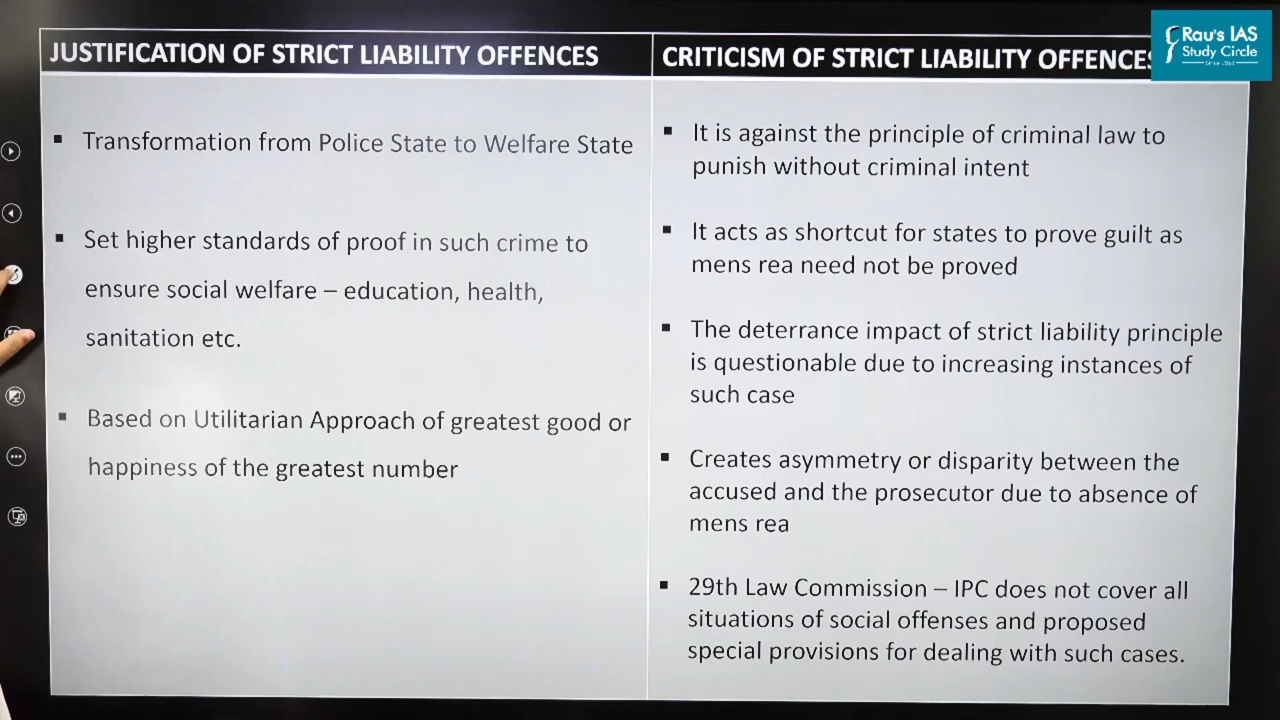 JUSTIFICATION OF STRICT LIABILITY OFFENCES
▪ Transformation from Police State to Welfare State
▪ Set higher standards of proof in such crime to
ensure social welfare – education, health,
sanitation etc.
▪ Based on Utilitarian Approach of greatest good or
happiness of the greatest number
CRITICISM OF STRICT LIABILITY OFFENCES
▪ It is against the principle of criminal law to
punish without criminal intent
▪ It acts as shortcut for states to prove guilt as
mens rea need not be proved
▪ The deterrance impact of strict liability principle
is questionable due to increasing instances of
such case
▪ Creates asymmetry or disparity between the
accused and the prosecutor due to absence of
mens rea
▪ 29th Law Commission – IPC does not cover all
situations of social offenses and proposed
special provisions for dealing with such cases.
Rau's IAS
Study Circle